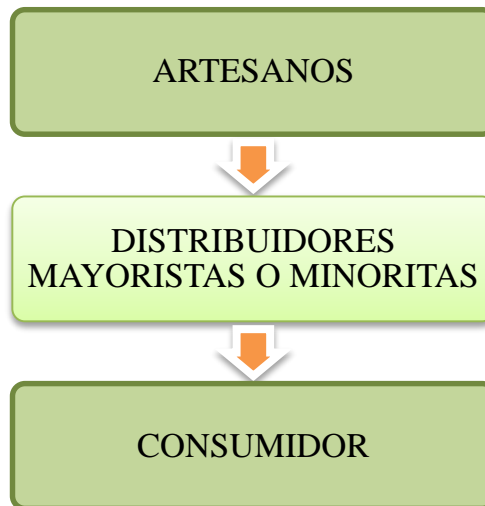 ARTESANOS
DISTRIBUIDORES
MAYORISTAS O MINORITAS
CONSUMIDOR